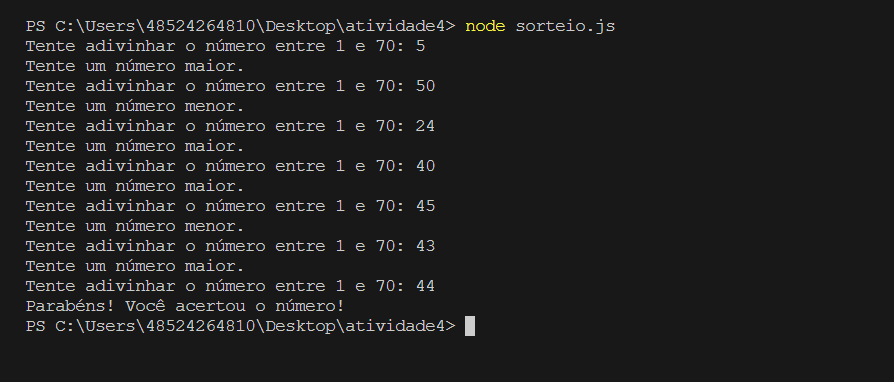 PS C:\Users\48524264810\Desktop\atividade4> node sorteio.js
Tente adivinhar o número entre 1 e 70: 5
Tente um número maior.
Tente adivinhar o número entre 1 e 70: 50
Tente um número menor.
Tente adivinhar o número entre 1 e 70: 24
Tente um número maior.
Tente adivinhar o número entre 1 e 70: 40
Tente um número maior.
Tente adivinhar o número entre 1 e 70: 45
Tente um número menor.
Tente adivinhar o número entre 1 e 70: 43
Tente um número maior.
Tente adivinhar o número entre 1 e 70: 44
Parabéns! Você acertou o número!
PS C:\Users\48524264810\Desktop\atividade4>